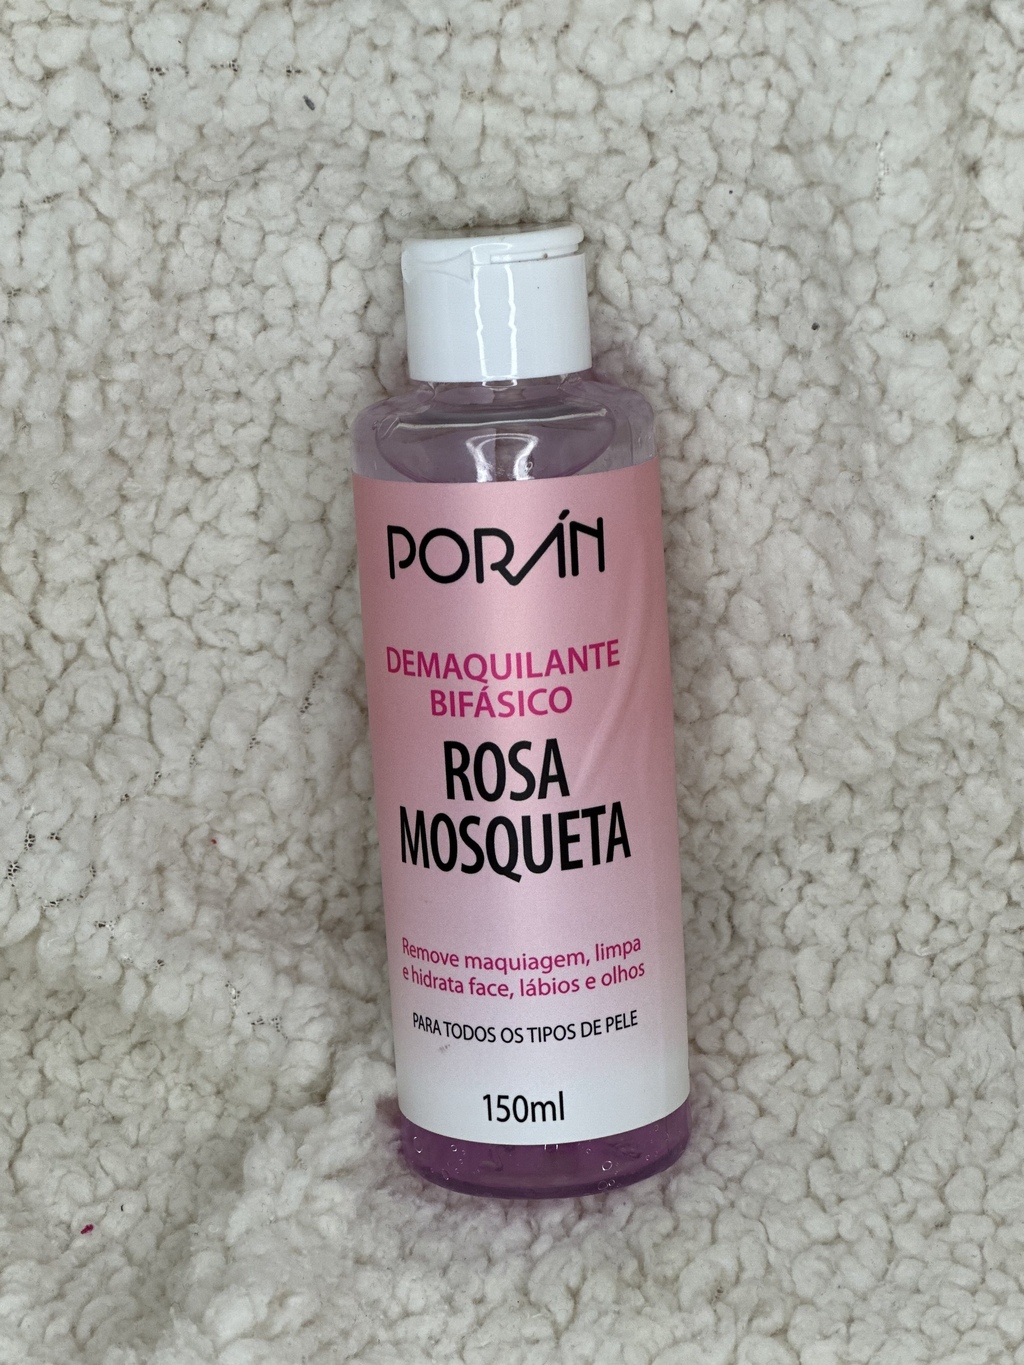 PORÁN
DEMAQUILANTE
BIFÁSICO
ROSA
MOSQUETA
Remove maquiagem, limpa
e hidrata face, lábios e olhos
PARA TODOS OS TIPOS DE PELE
150ml